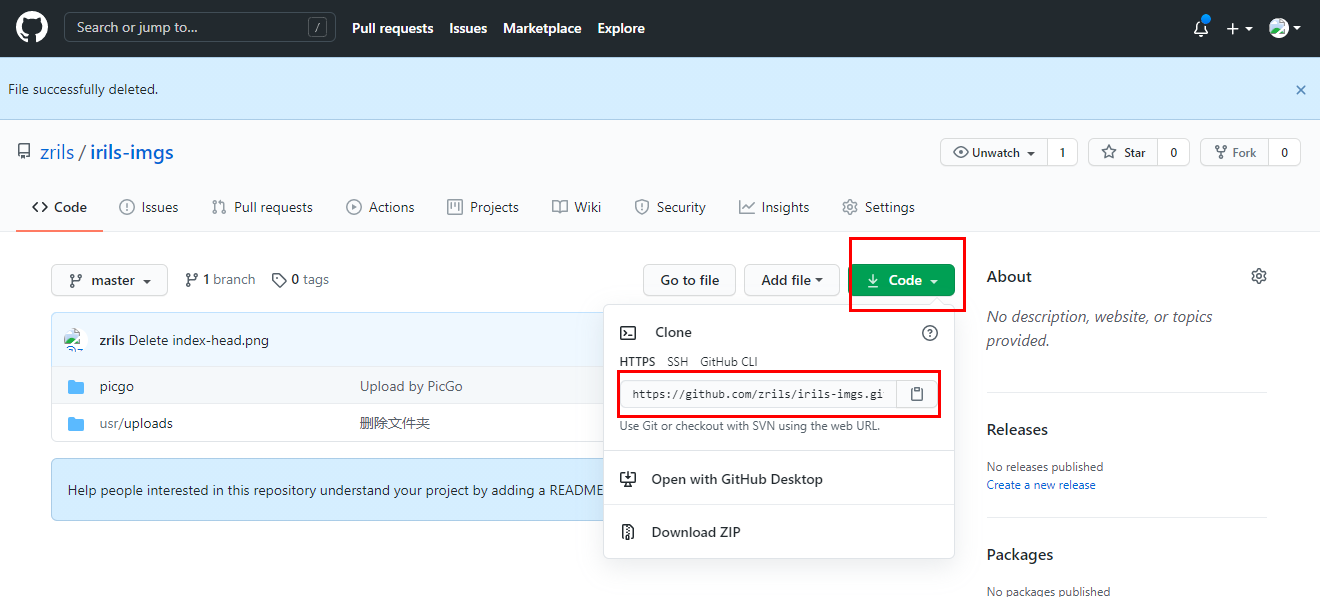 Search or jump to... /
Pull requests Issues Marketplace Explore
File successfully deleted.
zrils / irils-imgs
Unwatch 1 Star 0 Fork 0
Code Issues Pull requests Actions Projects Wiki Security Insights Settings
master 1 branch 0 tags Go to file Add file Code
zrils Delete index-head.png
picgo Upload by PicGo
usr/uploads 删除文件夹
Help people interested in this repository understand your project by adding a README
Clone
HTTPS SSH GitHub CLI
https://github.com/zrils/irils-imgs.gi
Use Git or checkout with SVN using the web URL.
Open with GitHub Desktop
Download ZIP
About
No description, website, or topics
provided.
Releases
No releases published
Create a new release
Packages
No packages published